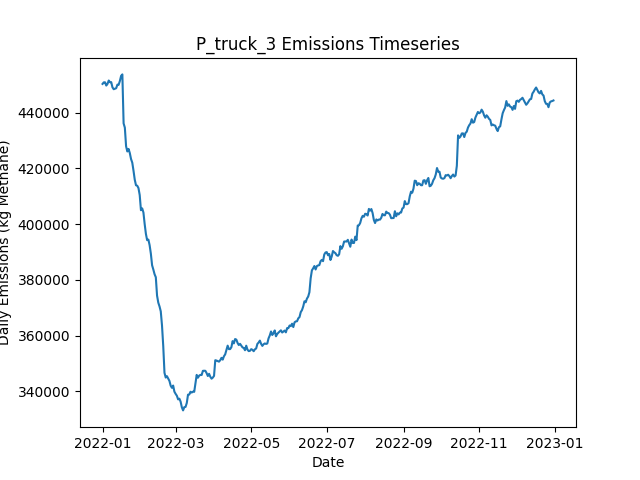 P_truck_3 Emissions Timeseries
Daily Emissions (kg Methane)
440000
420000
400000
380000
360000
340000
2022-01 2022-03 2022-05 2022-07 2022-09 2022-11 2023-01
Date